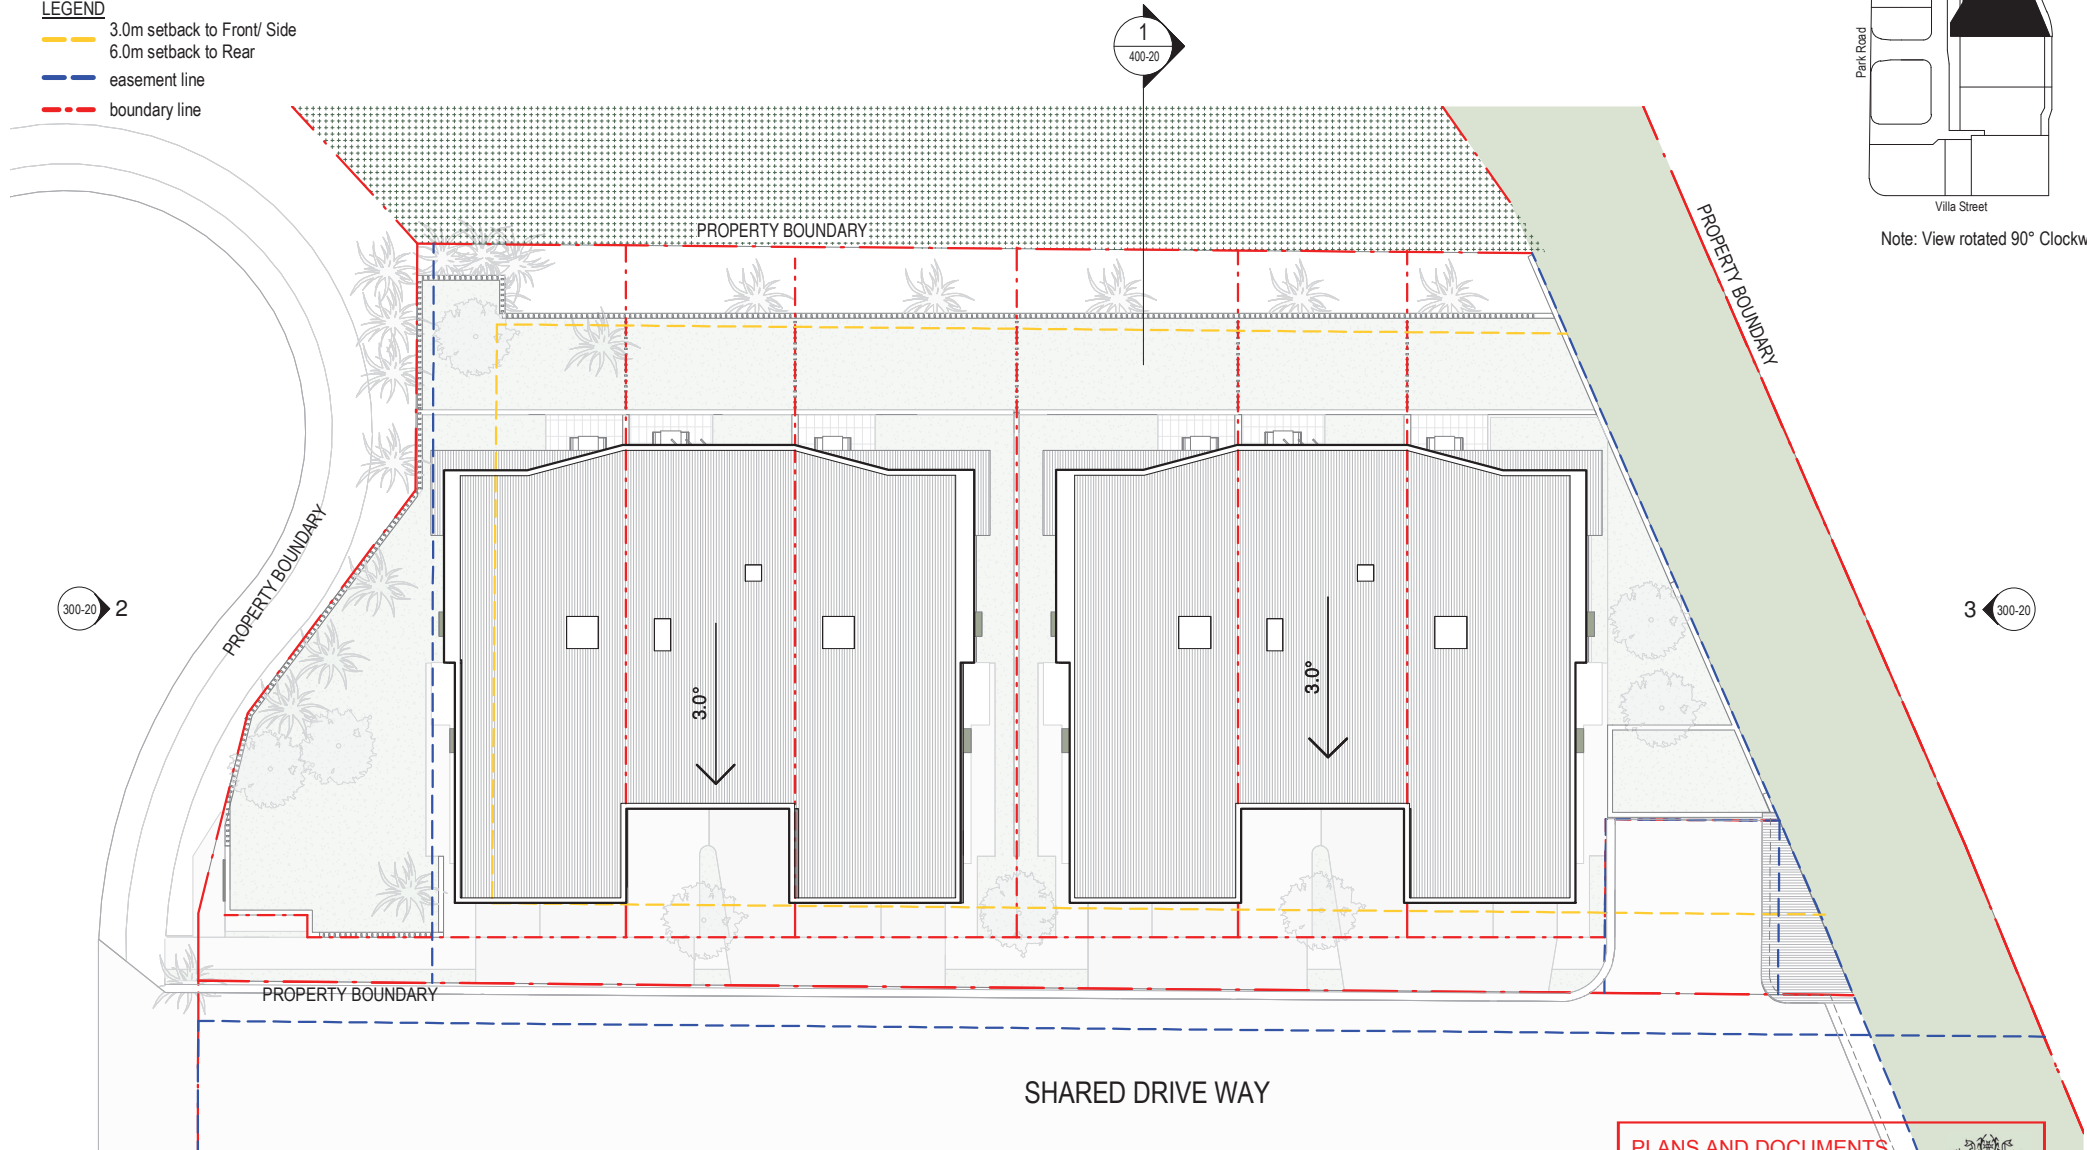 LEGEND
3.0m setback to Front/ Side
6.0m setback to Rear
easement line
boundary line
1
400-20
Park Road
Villa Street
Note: View rotated 90° Clockw
PROPERTY BOUNDARY
PROPERTY BOUNDARY
PROPERTY BOUNDARY
300-20
2
3
300-20
3.0°
3.0°
PROPERTY BOUNDARY
SHARED DRIVE WAY
PLANS AND DOCUMENTS